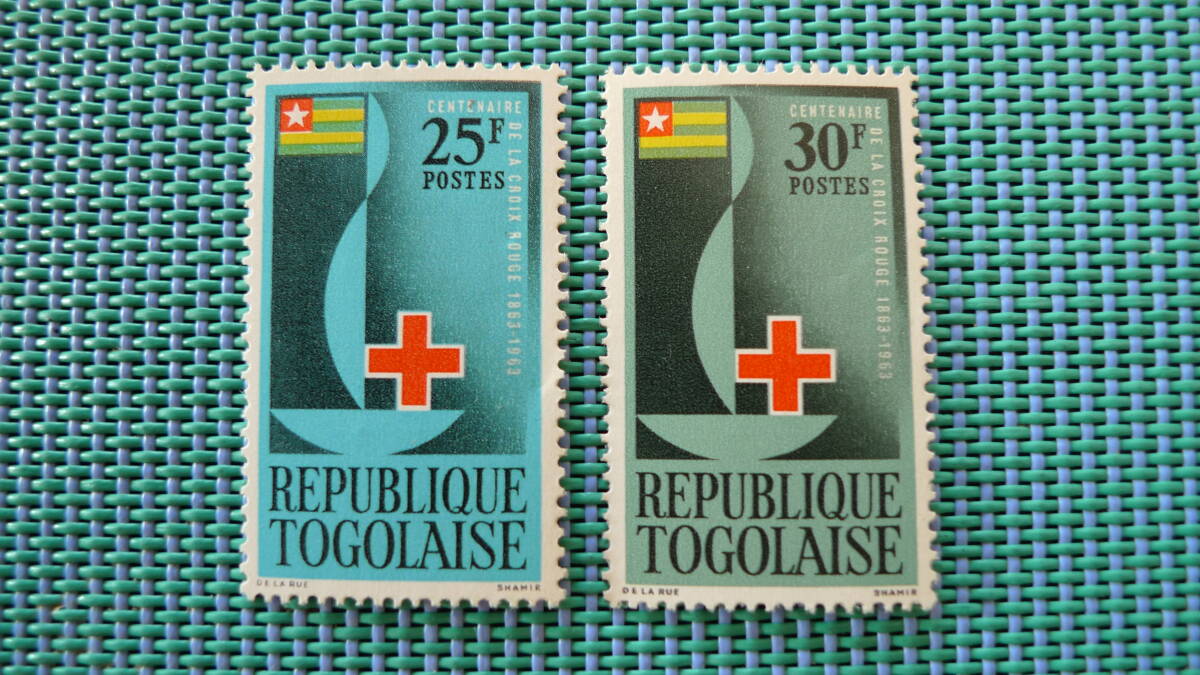 CENTENAIRE
DE LA CROIX ROUGE 1863-1963
25F
POSTES
REPUBLIQUE
TOGOLAISE
DE LA RUE
SHAMIR
CENTENAIRE
DE LA CROIX ROUGE 1863-1963
30F
POSTES
REPUBLIQUE
TOGOLAISE
DE LA RUE
SHAMIR